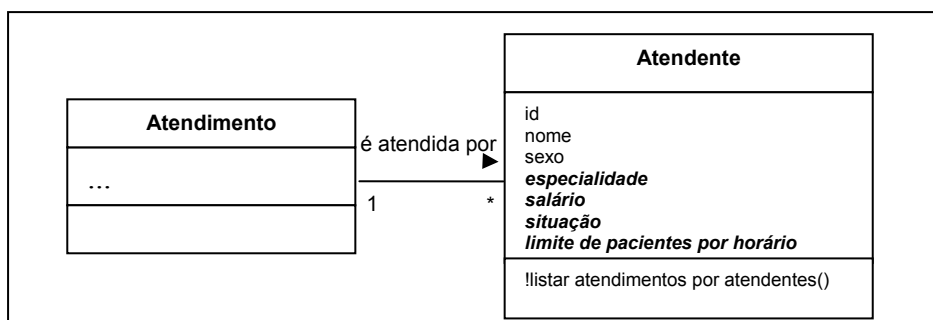 Atendimento
...
é atendida por
1
*
Atendente
id
nome
sexo
especialidade
salário
situação
limite de pacientes por horário
!listar atendimentos por atendentes()